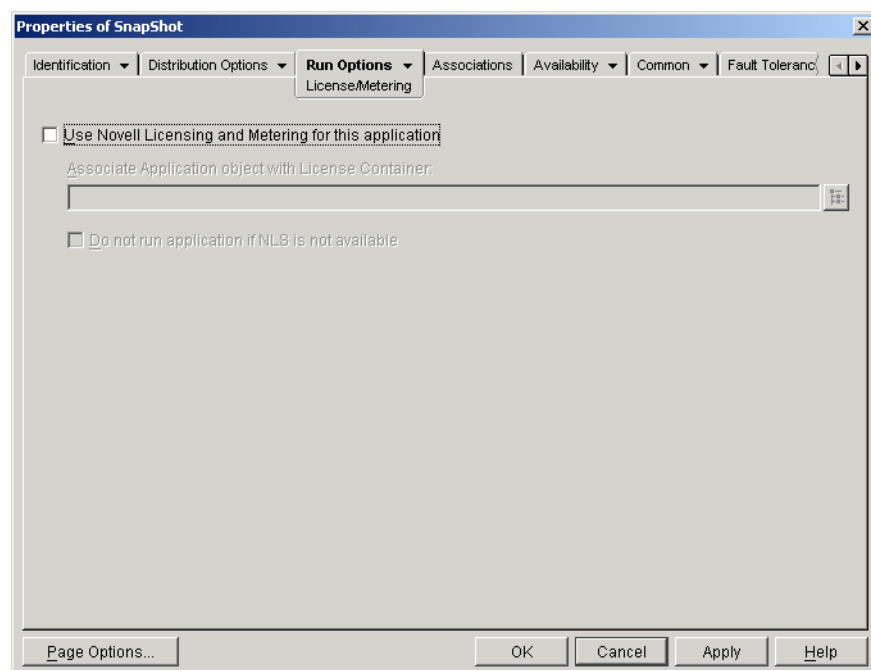 Properties of SnapShot
Identification Distribution Options Run Options Associations Availability Common Fault Toleranc
License/Metering
Use Novell Licensing and Metering for this application
Associate Application object with License Container:
Do not run application if NLS is not available
Page Options... OK Cancel Apply Help